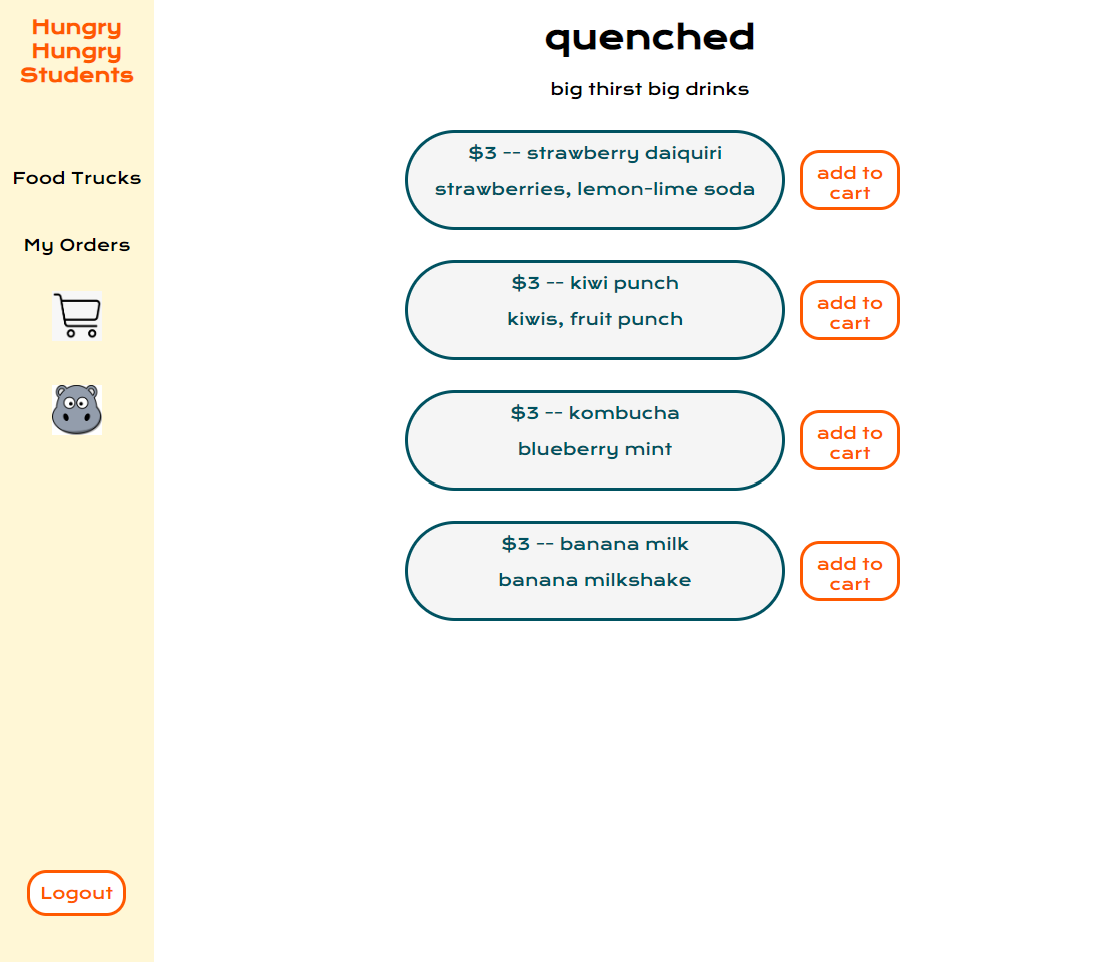 Hungry
Hungry
Students
Food Trucks
My Orders
Logout
quenched
big thirst big drinks
$3 -- strawberry daiquiri
strawberries, lemon-lime soda
add to
cart
$3 -- kiwi punch
kiwis, fruit punch
add to
cart
$3 -- kombucha
blueberry mint
add to
cart
$3 -- banana milk
banana milkshake
add to
cart